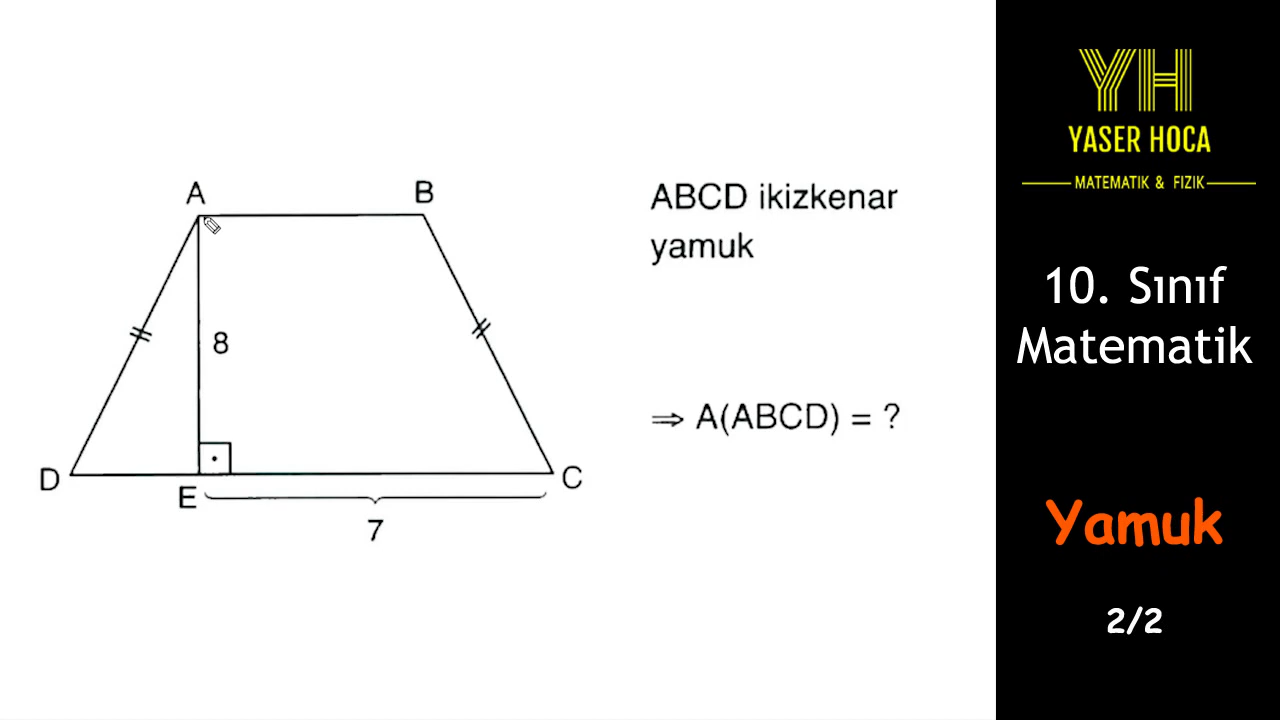 A
B
8
D
E
C
7
ABCD ikizkenar
yamuk
⇒ A(ABCD) = ?
YH
YASER HOCA
MATEMATIK & FIZIK
10. Sınıf
Matematik
Yamuk
2/2